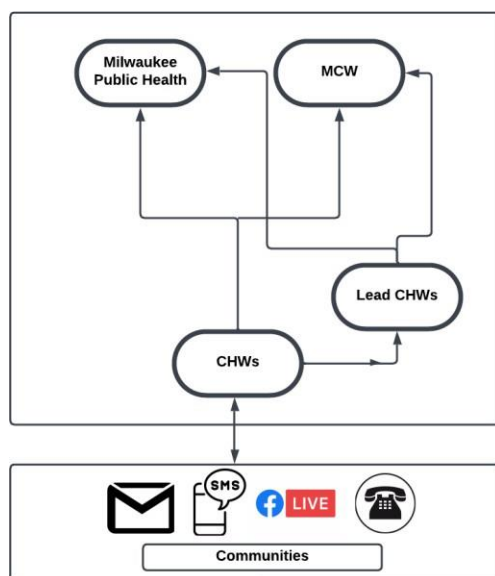 Milwaukee
Public Health
MCW
Lead CHWs
CHWs
SMS
f LIVE
Communities